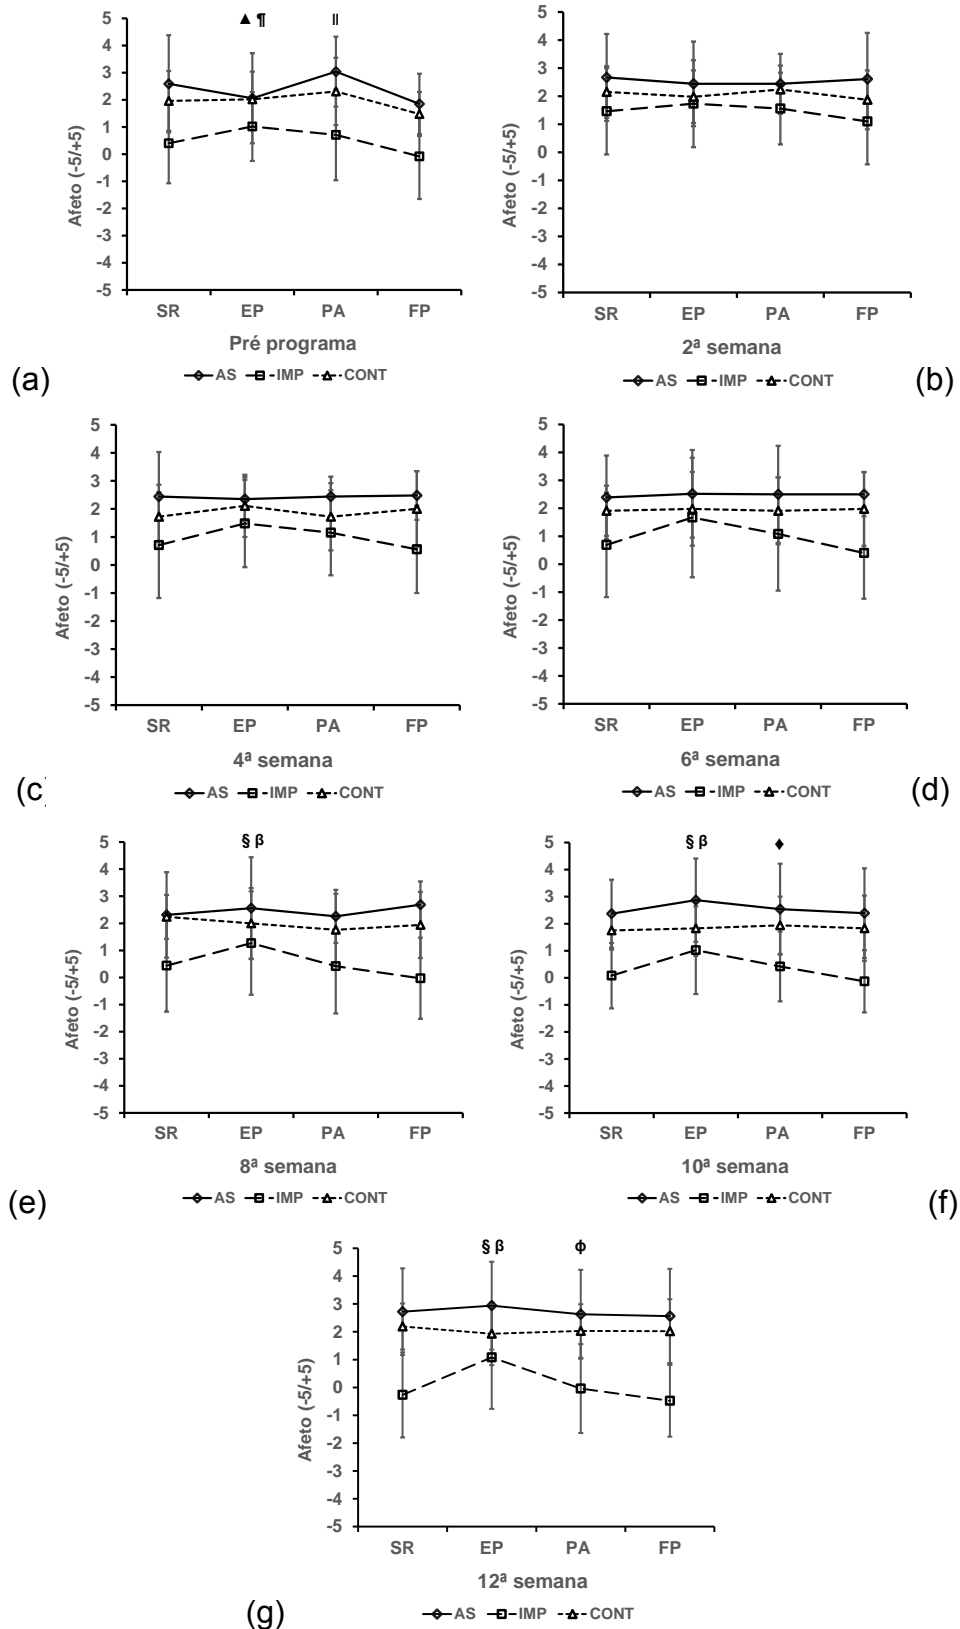 ▲ ¶ ||
Afeto (-5/+5)
5
4
3
2
1
0
-1
-2
-3
-4
-5
SR EP PA FP
Pré programa
AS IMP CONT
(a)
Afeto (-5/+5)
5
4
3
2
1
0
-1
-2
-3
-4
-5
SR EP PA FP
2ª semana
AS IMP CONT
(b)
Afeto (-5/+5)
5
4
3
2
1
0
-1
-2
-3
-4
-5
SR EP PA FP
4ª semana
AS IMP CONT
(c)
Afeto (-5/+5)
5
4
3
2
1
0
-1
-2
-3
-4
-5
SR EP PA FP
6ª semana
AS IMP CONT
(d)
§ β
Afeto (-5/+5)
5
4
3
2
1
0
-1
-2
-3
-4
-5
SR EP PA FP
8ª semana
AS IMP CONT
(e)
§ β ♦
Afeto (-5/+5)
5
4
3
2
1
0
-1
-2
-3
-4
-5
SR EP PA FP
10ª semana
AS IMP CONT
(f)
§ β ф
Afeto (-5/+5)
5
4
3
2
1
0
-1
-2
-3
-4
-5
SR EP PA FP
12ª semana
AS IMP CONT
(g)